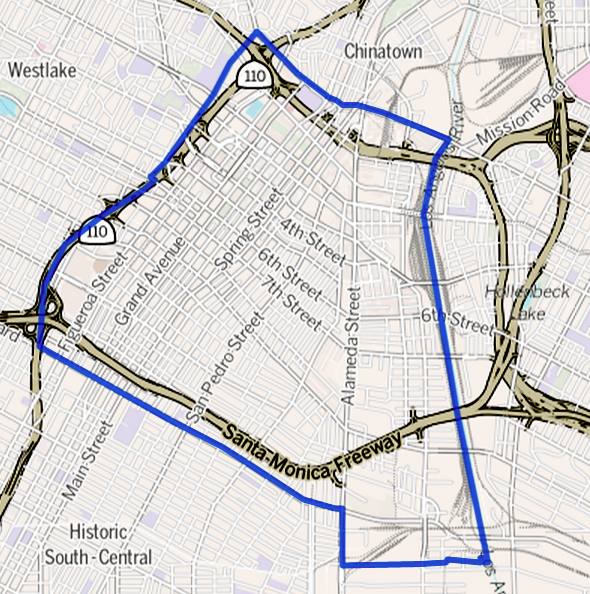 Chinatown
Westlake
110
Mission Road
Los Angeles River
110
Spring Street
4th Street
6th Street
7th Street
Grand Avenue
Figueroa Street
Hollenbeck
Lake
6th Street
Alameda Street
San Pedro Street
Main Street
Santa Monica Freeway
Historic
South-Central
Los A